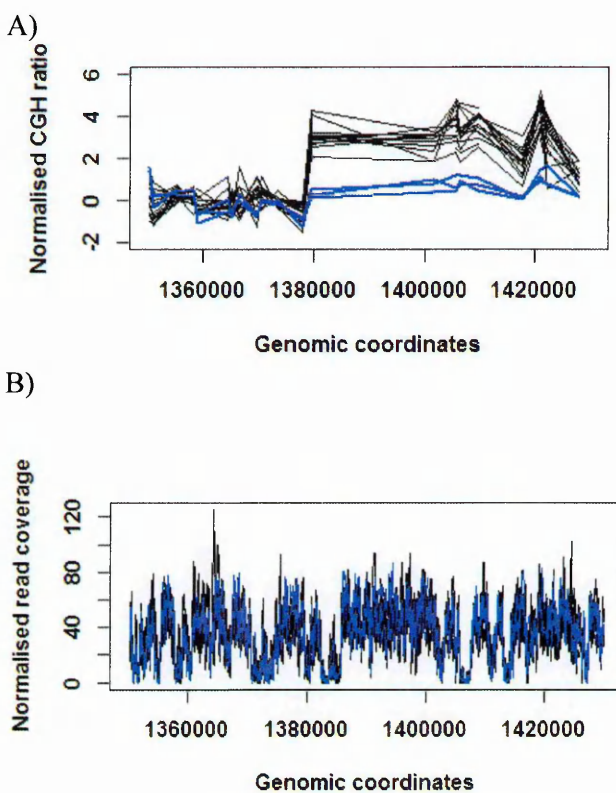 A)
Normalised CGH ratio
6
4
2
0
-2
1360000 1380000 1400000 1420000
Genomic coordinates
B)
Normalised read coverage
120
80
40
0
1360000 1380000 1400000 1420000
Genomic coordinates